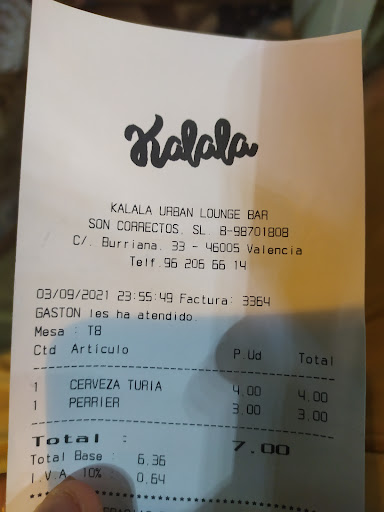 Kalala
KALALA URBAN LOUNGE BAR
SON CORRECTOS, SL. B-98701808
C/. Burriana, 33 - 46005 Valencia
Telf.96 206 66 14
03/09/2021 23:55:49 Factura: 3364
GASTON les ha atendido.
Mesa : T8
Ctd Artículo P.Ud Total
1 CERVEZA TURIA 4,00 4,00
1 PERRIER 3,00 3,00
Total : 7,00
Total Base : 6,36
I.V.A. 10% : 0,64